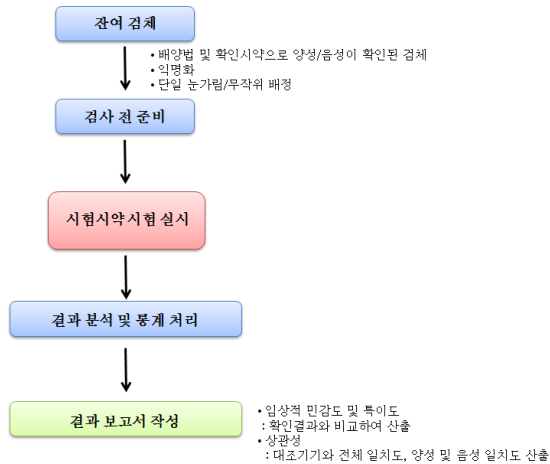 잔여 검체
• 배양법 및 확인시약으로 양성/음성이 확인된 검체
• 익명화
• 단일 눈가림/무작위 배정
검사 전 준비
시험시약 시험 실시
결과 분석 및 통계 처리
결과 보고서 작성
• 임상적 민감도 및 특이도
: 확인결과와 비교하여 산출
• 상관성
: 대조기기와 전체 일치도, 양성 및 음성 일치도 산출